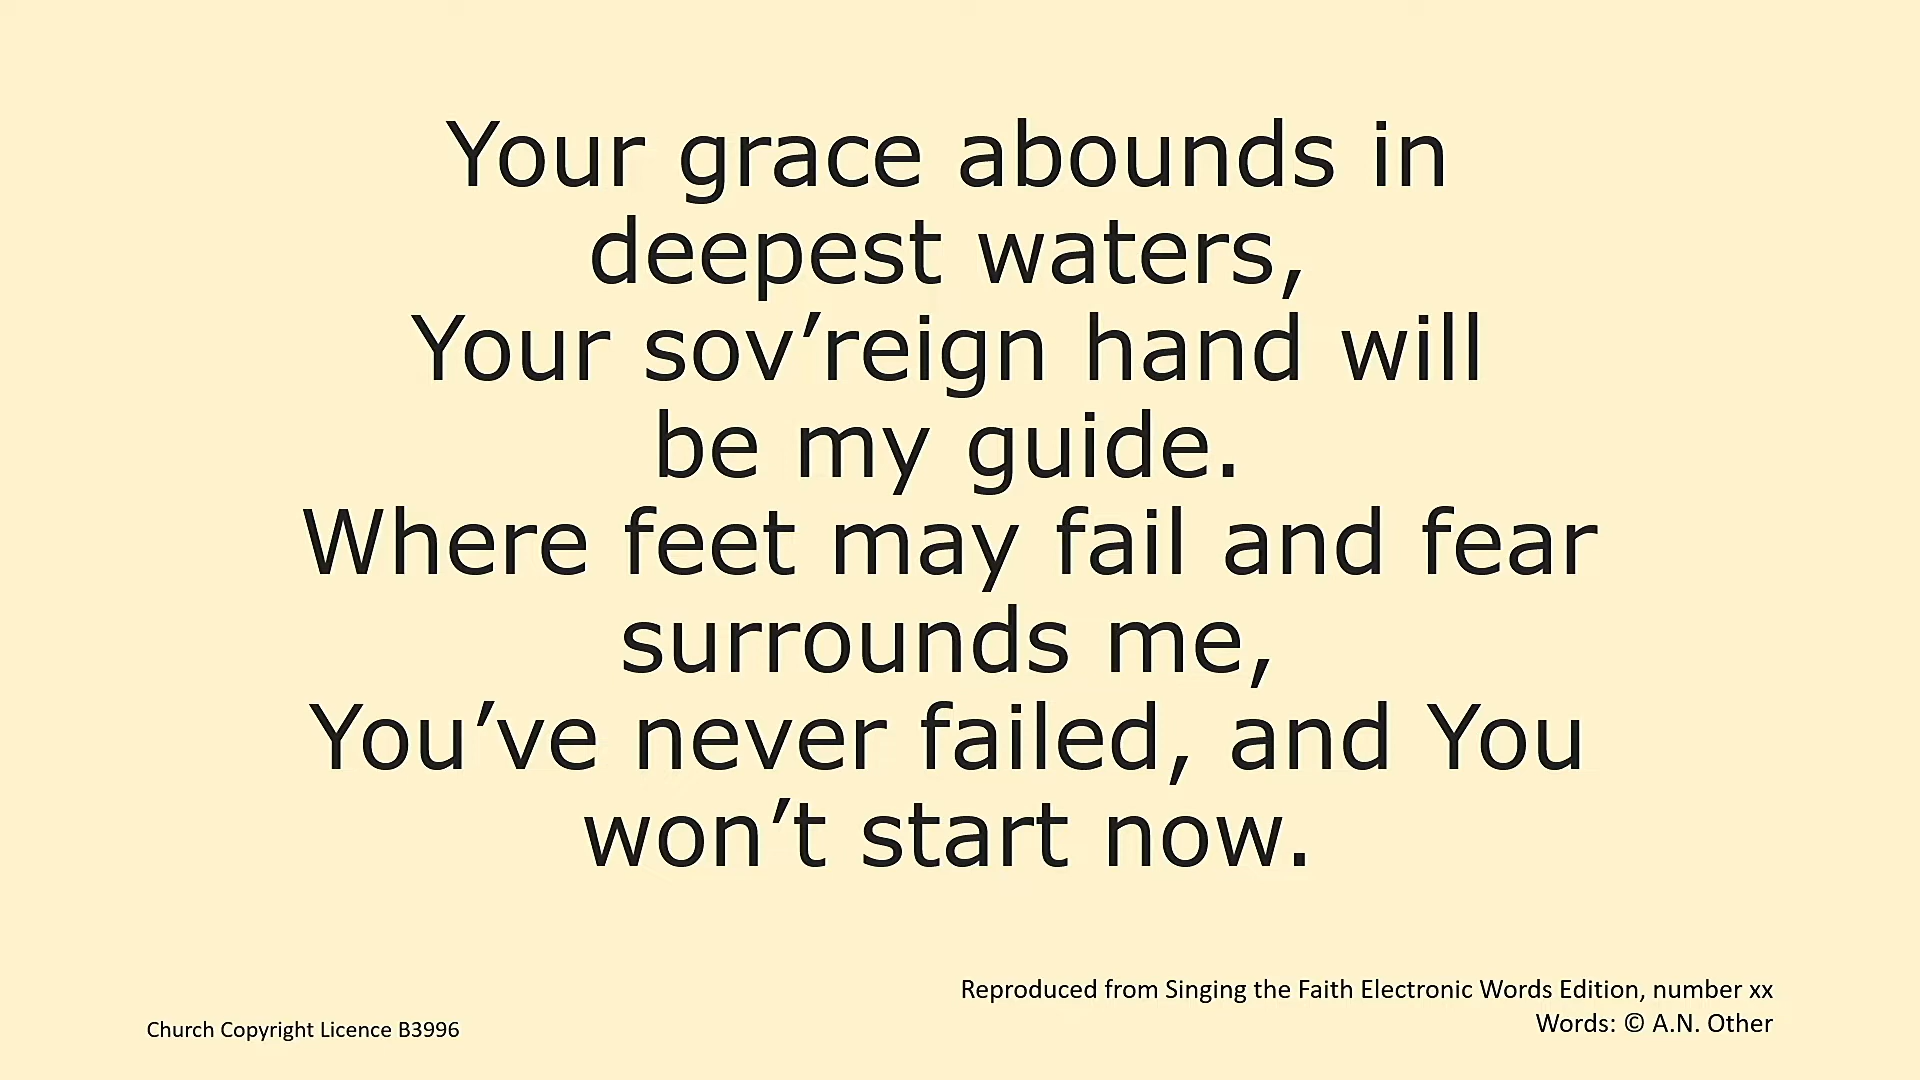 Your grace abounds in
deepest waters,
Your sov’reign hand will
be my guide.
Where feet may fail and fear
surrounds me,
You’ve never failed, and You
won’t start now.
Reproduced from Singing the Faith Electronic Words Edition, number xx
Words: © A.N. Other
Church Copyright Licence B3996